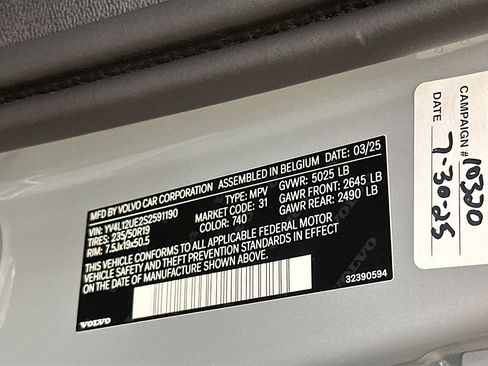 MFD BY VOLVO CAR CORPORATION ASSEMBLED IN BELGIUM DATE: 03/25
VIN: YV4L12UE2S2591190 TYPE: MPV GVWR: 5025 LB
TIRES: 235/50R19 MARKET CODE: 31 GAWR FRONT: 2645 LB
RIM: 7.5Jx19x50.5 COLOR: 740 GAWR REAR: 2490 LB
THIS VEHICLE CONFORMS TO ALL APPLICABLE FEDERAL MOTOR
VEHICLE SAFETY AND THEFT PREVENTION STANDARDS IN EFFECT
ON THE DATE OF MANUFACTURE SHOWN ABOVE.
VOLVO 32390594
CAMPAIGN # 10320
DATE 7-30-25